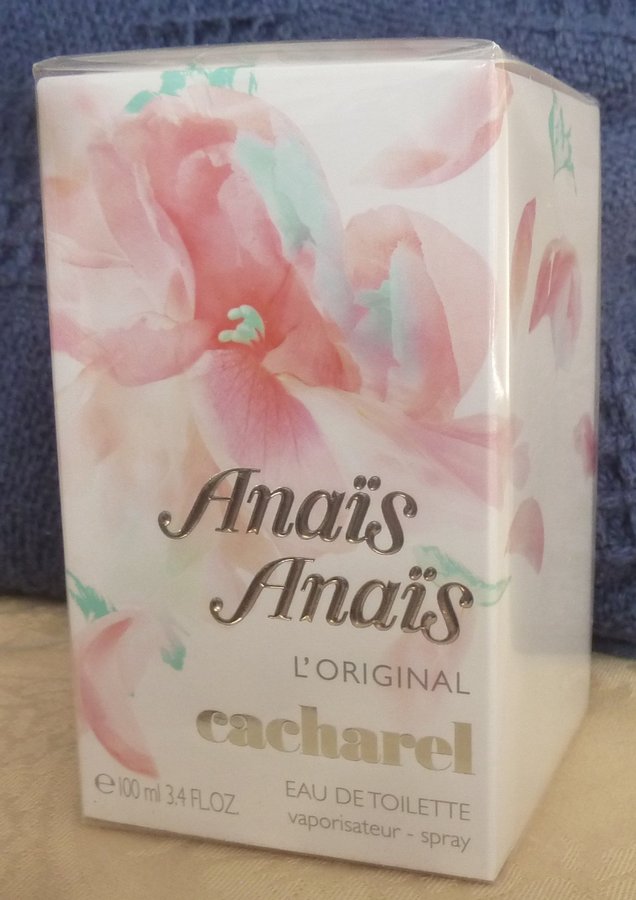 Anaïs
Anaïs
L'ORIGINAL
cacharel
EAU DE TOILETTE
vaporisateur - spray
℮100 ml 3.4 FL.OZ.